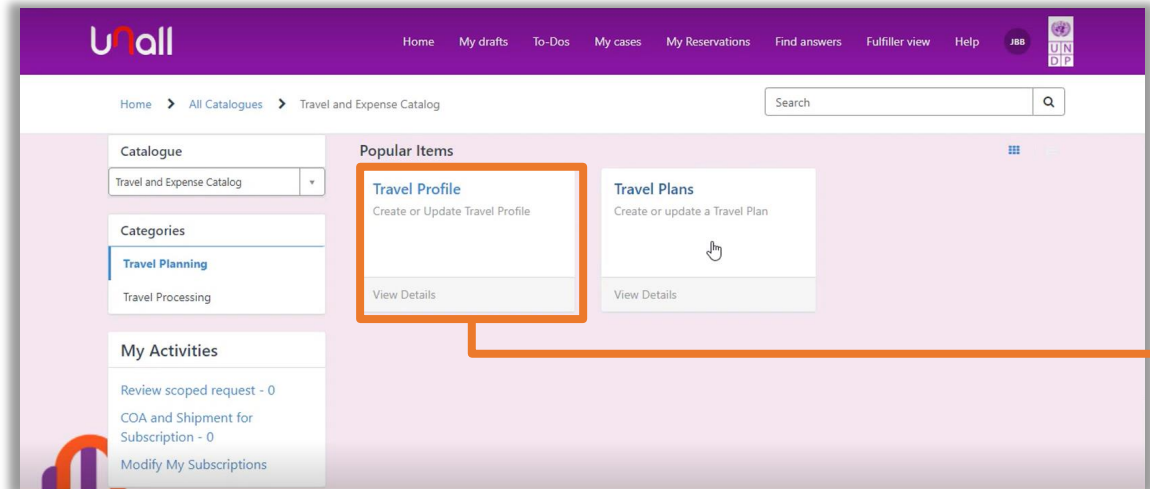 unall
Home My drafts To-Dos My cases My Reservations Find answers Fulfiller view Help JBB
UN
DP
Home > All Catalogues > Travel and Expense Catalog
Search
Catalogue
Travel and Expense Catalog
Categories
Travel Planning
Travel Processing
My Activities
Review scoped request - 0
COA and Shipment for
Subscription - 0
Modify My Subscriptions
Popular Items
Travel Profile
Create or Update Travel Profile
View Details
Travel Plans
Create or update a Travel Plan
View Details